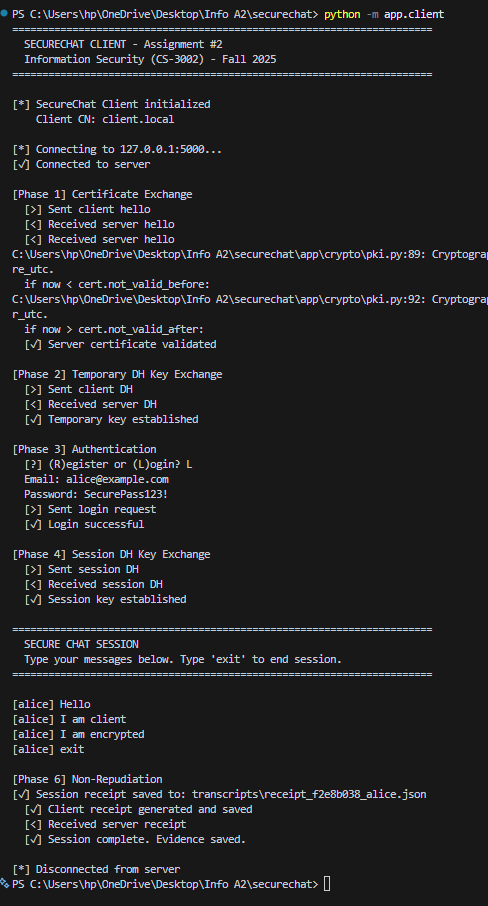 PS C:\Users\hp\OneDrive\Desktop\Info A2\securechat> python -m app.client
======================================================================
SECURECHAT CLIENT - Assignment #2
Information Security (CS-3002) - Fall 2025
======================================================================
[*] SecureChat Client initialized
Client CN: client.local
[*] Connecting to 127.0.0.1:5000...
[√] Connected to server
[Phase 1] Certificate Exchange
[>] Sent client hello
[<] Received server hello
[<] Received server hello
C:\Users\hp\OneDrive\Desktop\Info A2\securechat\app\crypto\pki.py:89: Cryptogra
re_utc.
if now < cert.not_valid_before:
C:\Users\hp\OneDrive\Desktop\Info A2\securechat\app\crypto\pki.py:92: Cryptogra
r_utc.
if now > cert.not_valid_after:
[√] Server certificate validated
[Phase 2] Temporary DH Key Exchange
[>] Sent client DH
[<] Received server DH
[√] Temporary key established
[Phase 3] Authentication
[?] (R)egister or (L)ogin? L
Email: alice@example.com
Password: SecurePass123!
[>] Sent login request
[√] Login successful
[Phase 4] Session DH Key Exchange
[>] Sent session DH
[<] Received session DH
[√] Session key established
======================================================================
SECURE CHAT SESSION
Type your messages below. Type 'exit' to end session.
======================================================================
[alice] Hello
[alice] I am client
[alice] I am encrypted
[alice] exit
[Phase 6] Non-Repudiation
[√] Session receipt saved to: transcripts\receipt_f2e8b038_alice.json
[√] Client receipt generated and saved
[<] Received server receipt
[√] Session complete. Evidence saved.
[*] Disconnected from server
PS C:\Users\hp\OneDrive\Desktop\Info A2\securechat>